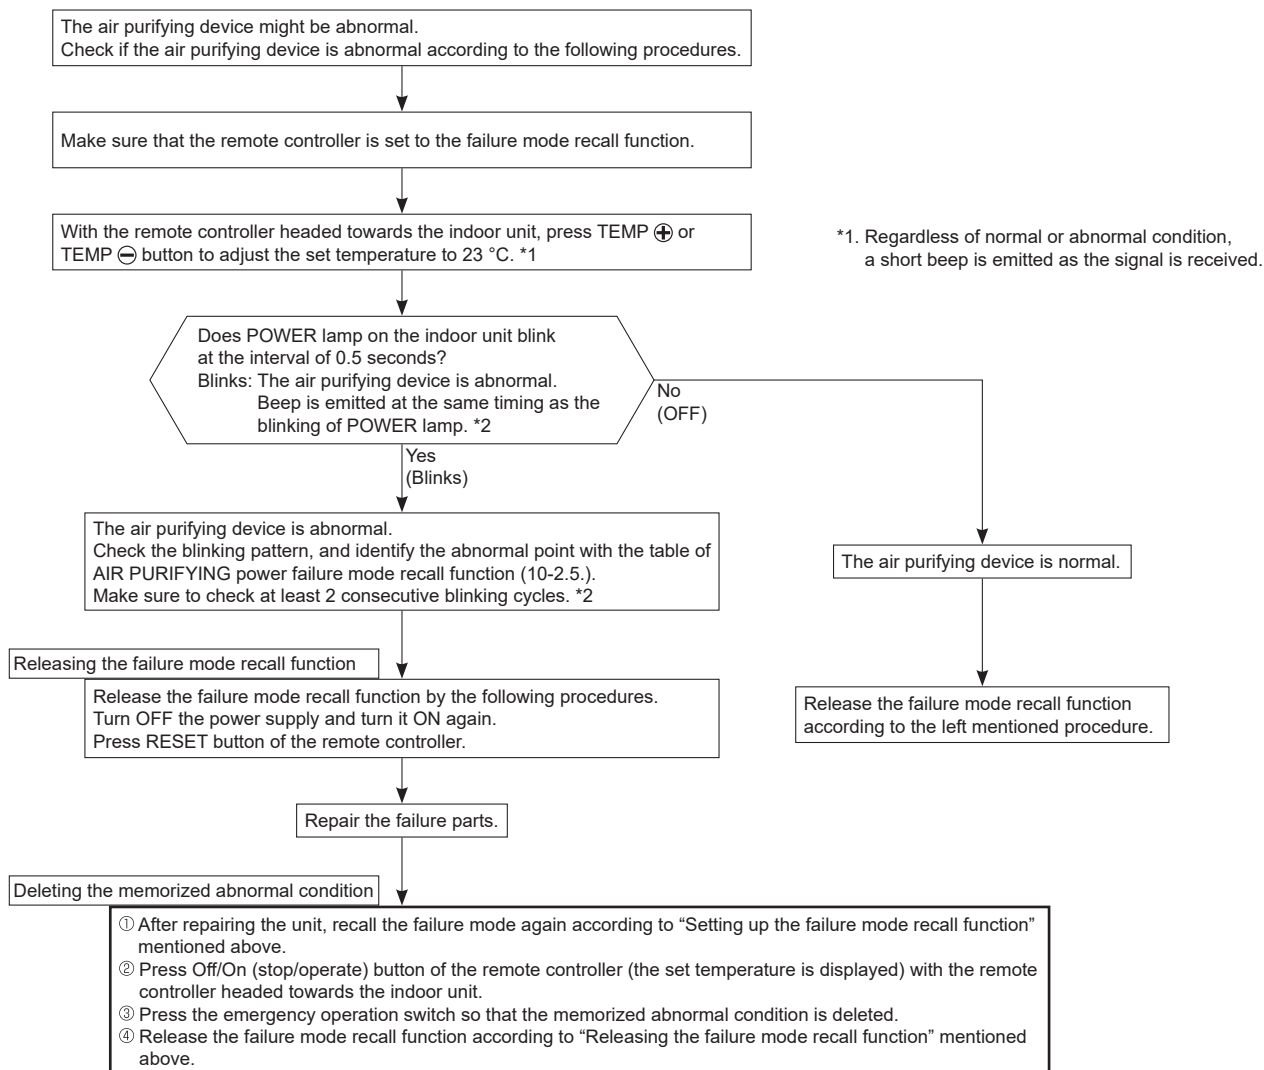 The air purifying device might be abnormal.
Check if the air purifying device is abnormal according to the following procedures.
Make sure that the remote controller is set to the failure mode recall function.
With the remote controller headed towards the indoor unit, press TEMP ⊕ or
TEMP ⊖ button to adjust the set temperature to 23 °C. *1
*1. Regardless of normal or abnormal condition,
a short beep is emitted as the signal is received.
Does POWER lamp on the indoor unit blink
at the interval of 0.5 seconds?
Blinks: The air purifying device is abnormal.
Beep is emitted at the same timing as the
blinking of POWER lamp. *2
No
(OFF)
Yes
(Blinks)
The air purifying device is abnormal.
Check the blinking pattern, and identify the abnormal point with the table of
AIR PURIFYING power failure mode recall function (10-2.5.).
Make sure to check at least 2 consecutive blinking cycles. *2
The air purifying device is normal.
Releasing the failure mode recall function
Release the failure mode recall function by the following procedures.
Turn OFF the power supply and turn it ON again.
Press RESET button of the remote controller.
Release the failure mode recall function
according to the left mentioned procedure.
Repair the failure parts.
Deleting the memorized abnormal condition
① After repairing the unit, recall the failure mode again according to “Setting up the failure mode recall function”
mentioned above.
② Press Off/On (stop/operate) button of the remote controller (the set temperature is displayed) with the remote
controller headed towards the indoor unit.
③ Press the emergency operation switch so that the memorized abnormal condition is deleted.
④ Release the failure mode recall function according to “Releasing the failure mode recall function” mentioned
above.